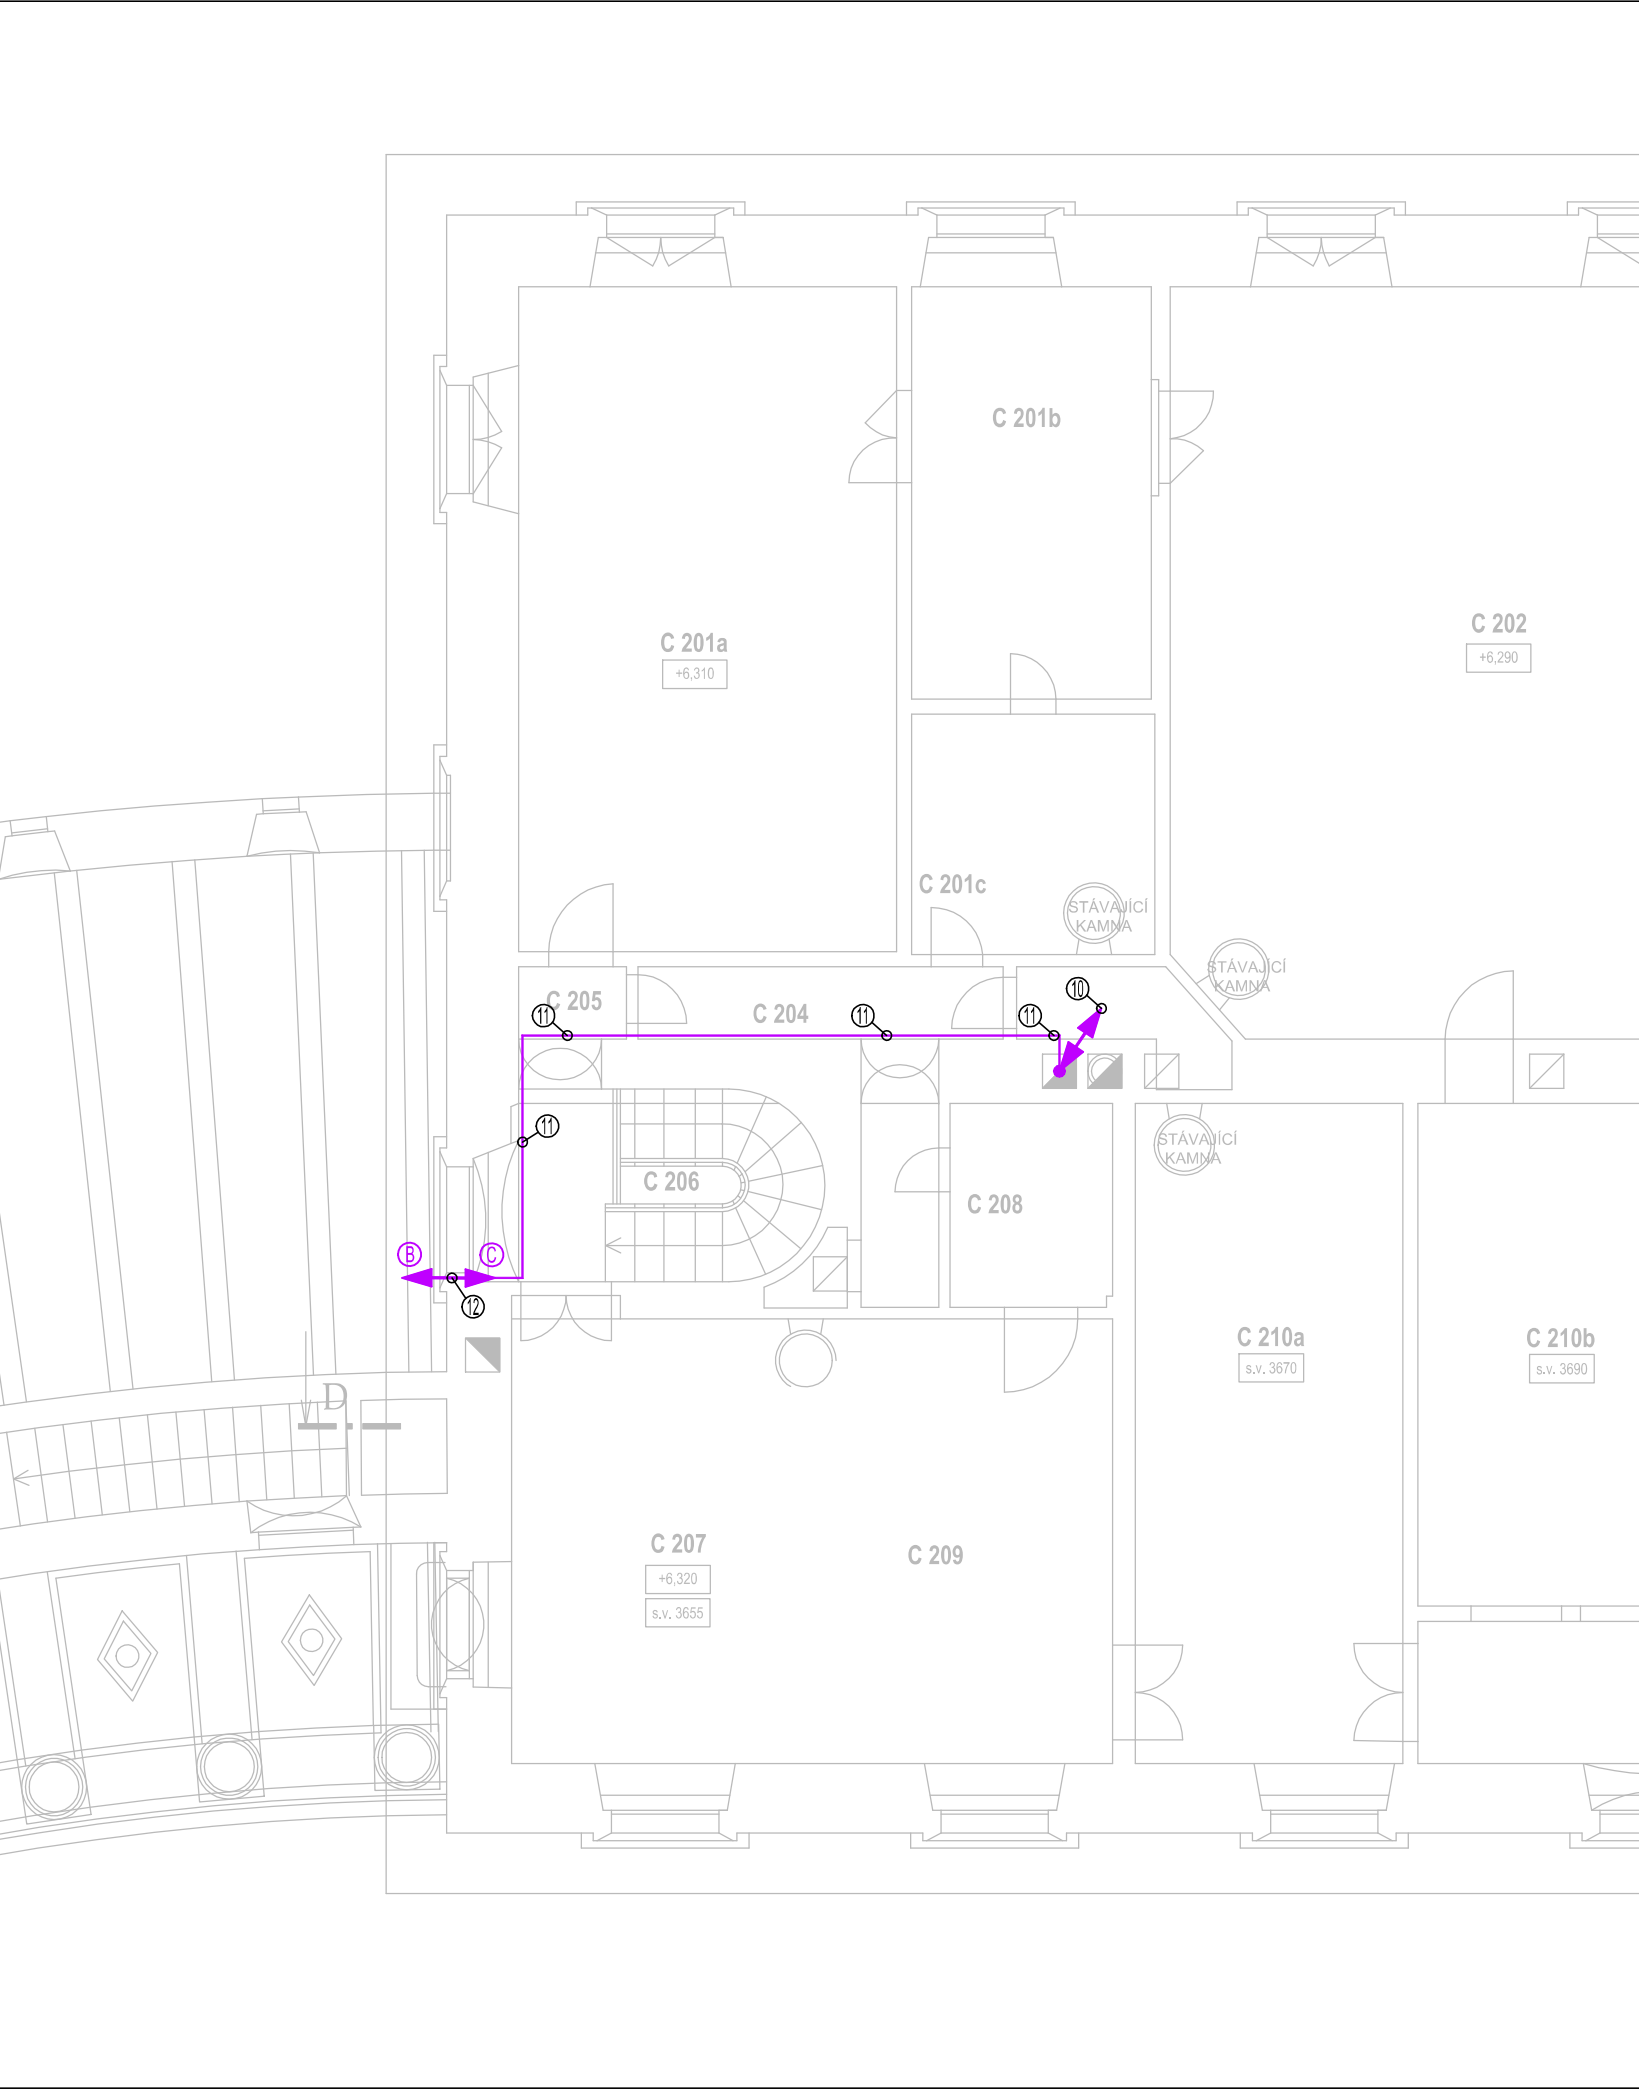 C 201b
C 202
+6,290
C 201a
+6,310
C 201c
STÁVAJÍCÍ
KAMNA
STÁVAJÍCÍ
KAMNA
10
C 205
C 204
11
11
11
11
STÁVAJÍCÍ
KAMNA
C 206
C 208
B
C
12
C 210a
s.v. 3670
C 210b
s.v. 3690
D
C 207
+6,320
s.v. 3655
C 209